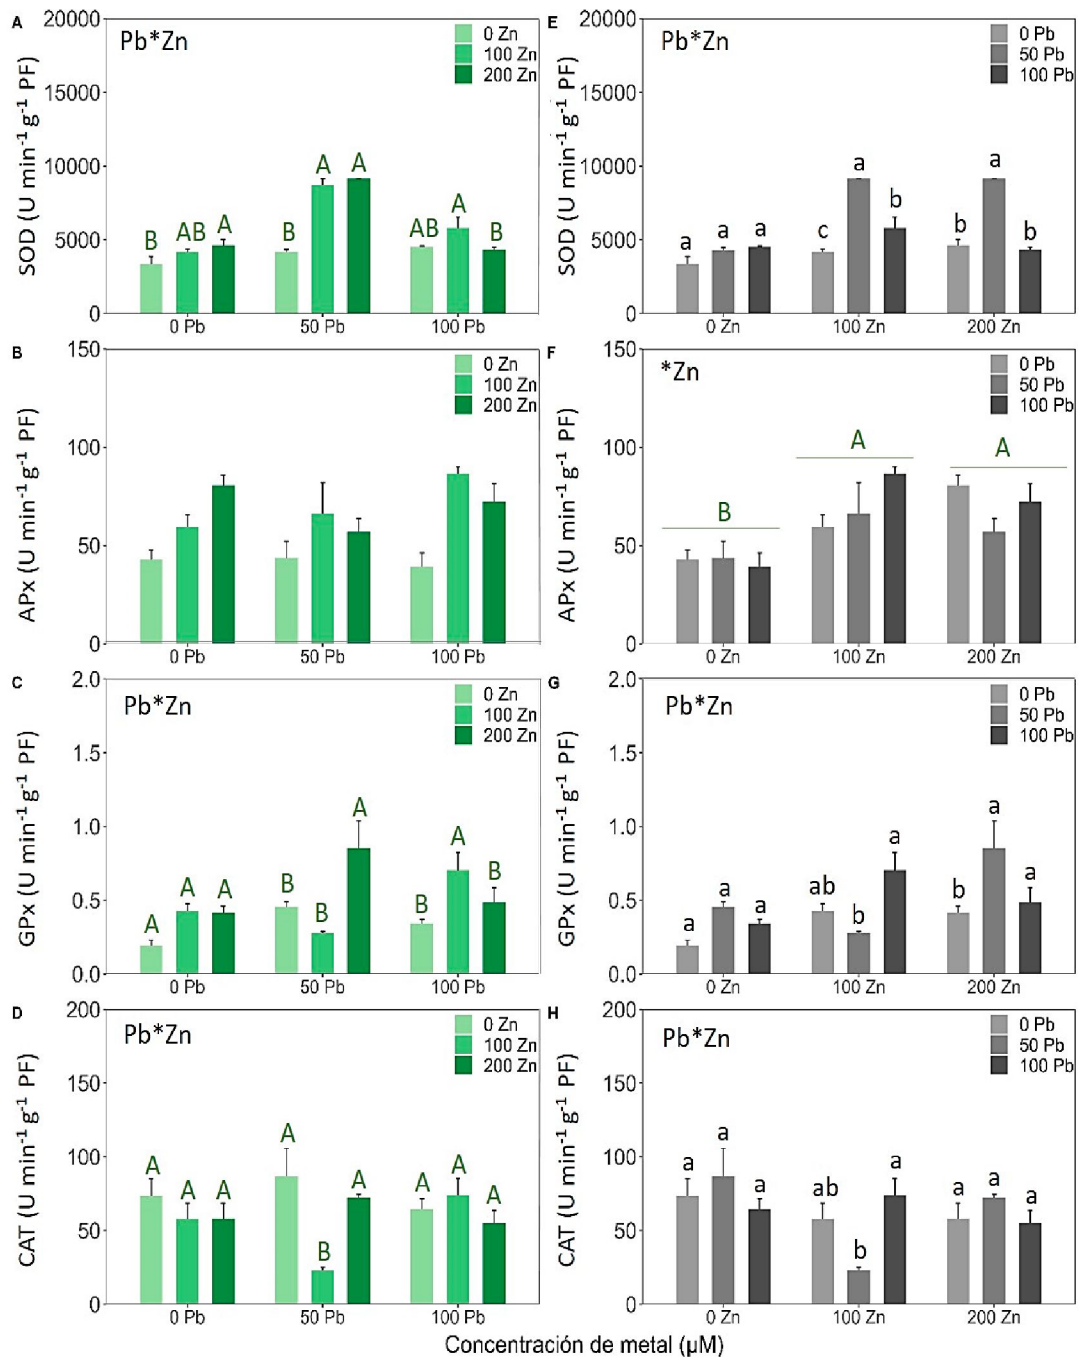 A
Pb*Zn
0 Zn
100 Zn
200 Zn
20000
15000
10000
5000
0
SOD (U min⁻¹ g⁻¹ PF)
B AB A
B A A
AB A B
0 Pb 50 Pb 100 Pb
E
Pb*Zn
0 Pb
50 Pb
100 Pb
20000
15000
10000
5000
0
SOD (U min⁻¹ g⁻¹ PF)
a a a
c a b
b a b
0 Zn 100 Zn 200 Zn
B
0 Zn
100 Zn
200 Zn
150
100
50
0
APx (U min⁻¹ g⁻¹ PF)
0 Pb 50 Pb 100 Pb
F
*Zn
0 Pb
50 Pb
100 Pb
150
100
50
0
APx (U min⁻¹ g⁻¹ PF)
B A A
0 Zn 100 Zn 200 Zn
C
Pb*Zn
0 Zn
100 Zn
200 Zn
2.0
1.5
1.0
0.5
0.0
GPx (U min⁻¹ g⁻¹ PF)
A A A
B B A
B A B
0 Pb 50 Pb 100 Pb
G
Pb*Zn
0 Pb
50 Pb
100 Pb
2.0
1.5
1.0
0.5
0.0
GPx (U min⁻¹ g⁻¹ PF)
a a a
ab b a
b a a
0 Zn 100 Zn 200 Zn
D
Pb*Zn
0 Zn
100 Zn
200 Zn
200
150
100
50
0
CAT (U min⁻¹ g⁻¹ PF)
A A A
A B A
A A A
0 Pb 50 Pb 100 Pb
H
Pb*Zn
0 Pb
50 Pb
100 Pb
200
150
100
50
0
CAT (U min⁻¹ g⁻¹ PF)
a a a
ab b a
a a a
0 Zn 100 Zn 200 Zn
Concentración de metal (µM)